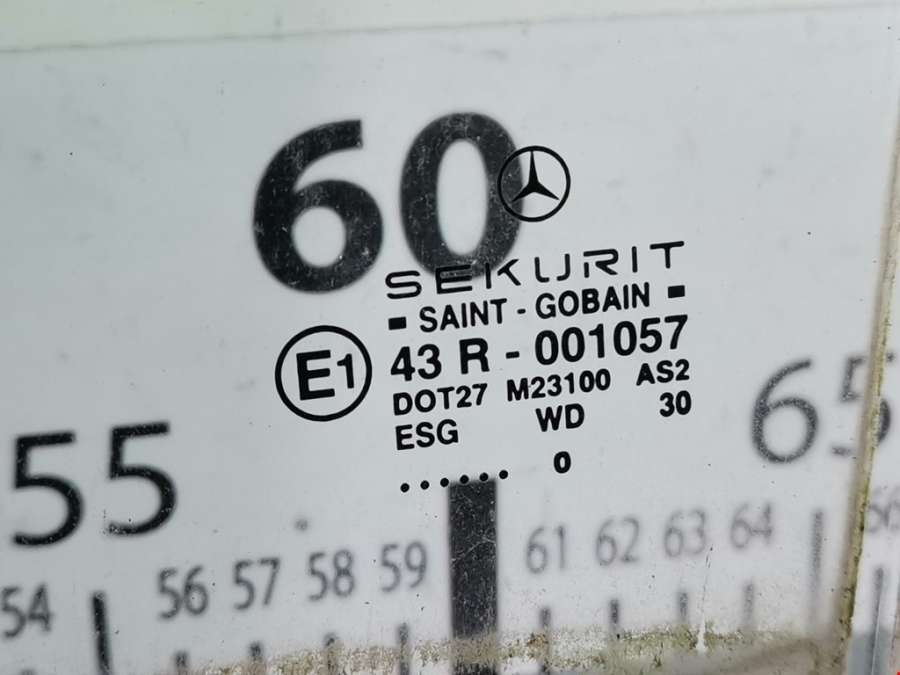 60
SEKURIT
SAINT - GOBAIN
E1
43 R - 001057
DOT27 M23100 AS2
ESG WD 30
...... 0
55 65
54 56 57 58 59 61 62 63 64 66